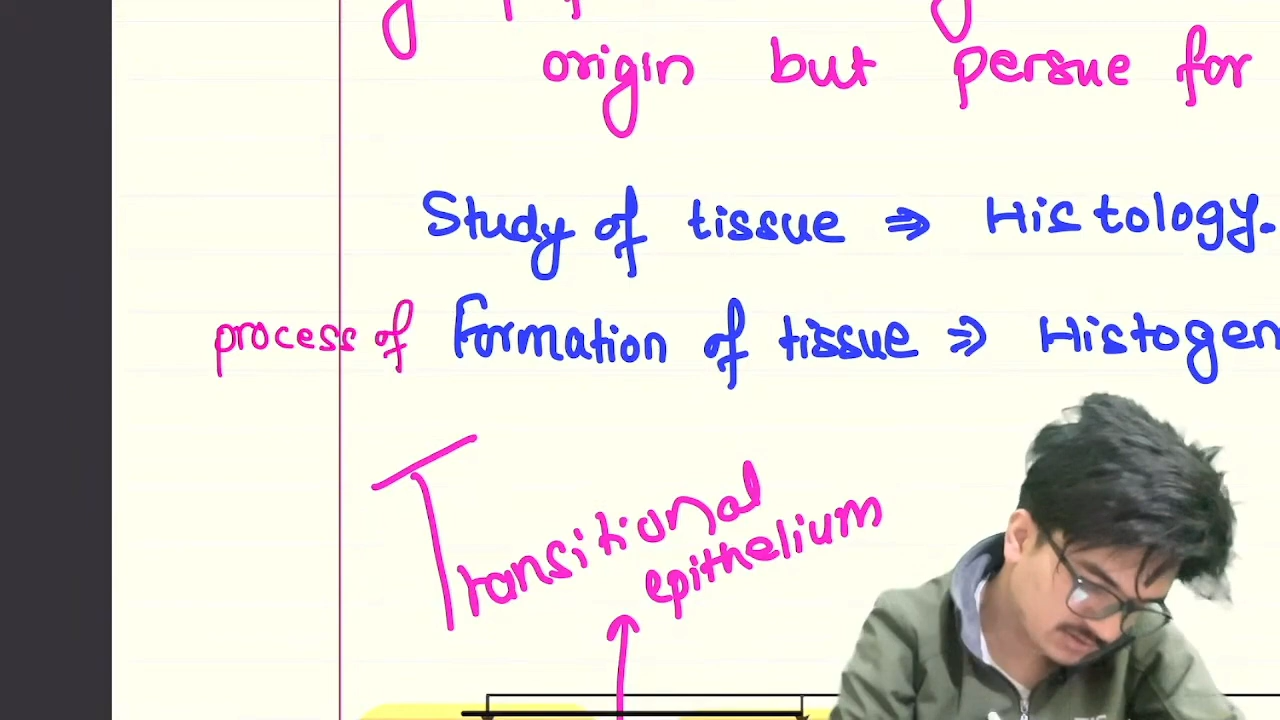 origin but persue for
Study of tissue ⇒ Histology.
process of Formation of tissue ⇒ Histogen
Transitional
epithelium